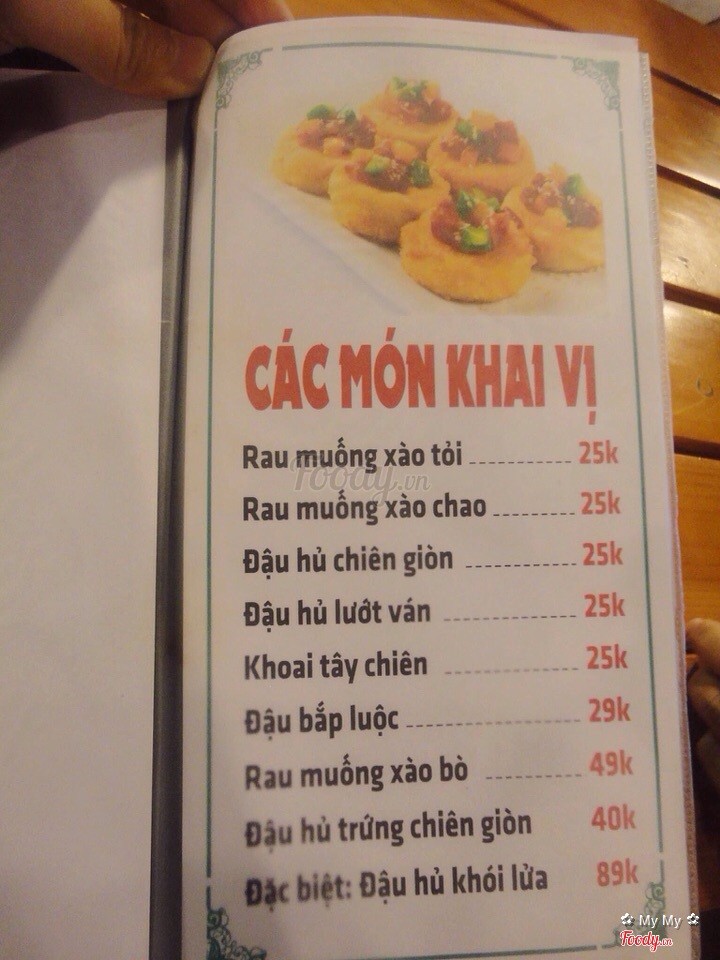 CÁC MÓN KHAI VỊ
Rau muống xào tỏi 25k
Foody.vn
Rau muống xào chao 25k
Đậu hủ chiên giòn 25k
Đậu hủ lướt ván 25k
Khoai tây chiên 25k
Đậu bắp luộc 29k
Rau muống xào bò 49k
Đậu hủ trứng chiên giòn 40k
Đặc biệt: Đậu hủ khói lửa 89k
✿ My My ✿
Foody.vn